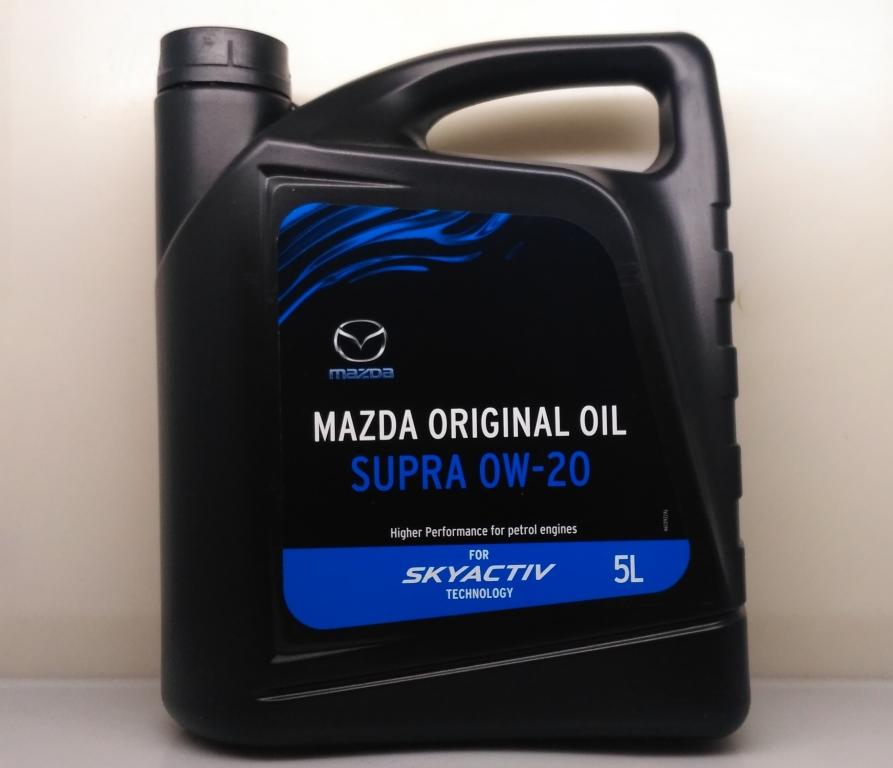 mazda
MAZDA ORIGINAL OIL
SUPRA 0W-20
Higher Performance for petrol engines
FOR
SKYACTIV
TECHNOLOGY
5L